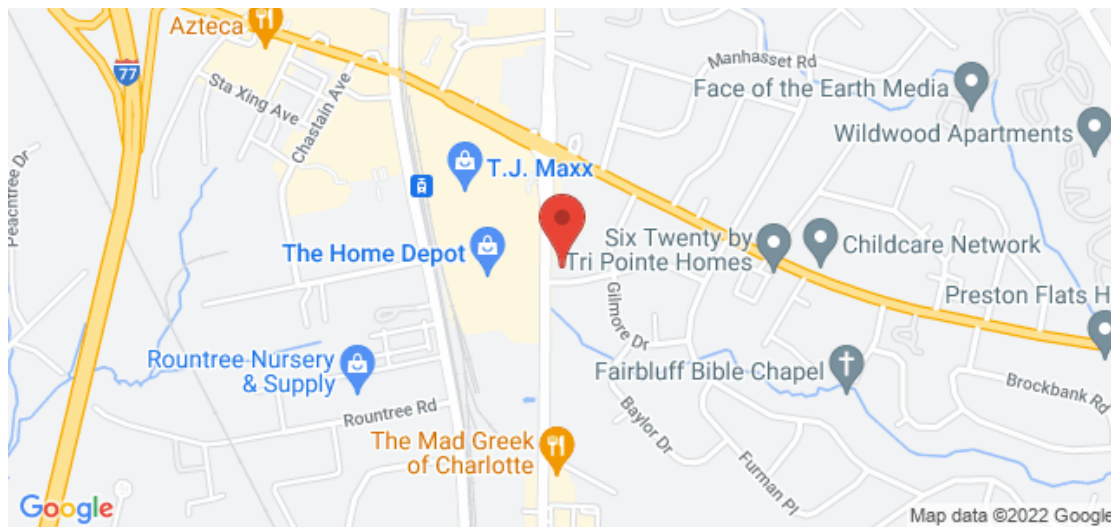 Azteca
77
Sta Xing Ave
Chastain Ave
Peachtree Dr
Manhasset Rd
Face of the Earth Media
Wildwood Apartments
T.J. Maxx
The Home Depot
Six Twenty by
Tri Pointe Homes
Childcare Network
Preston Flats H
Gilmore Dr
Rountree Nursery
& Supply
Fairbluff Bible Chapel
Brockbank Rd
Rountree Rd
Baylor Dr
The Mad Greek
of Charlotte
Furman Pl
Google
Map data ©2022 Google